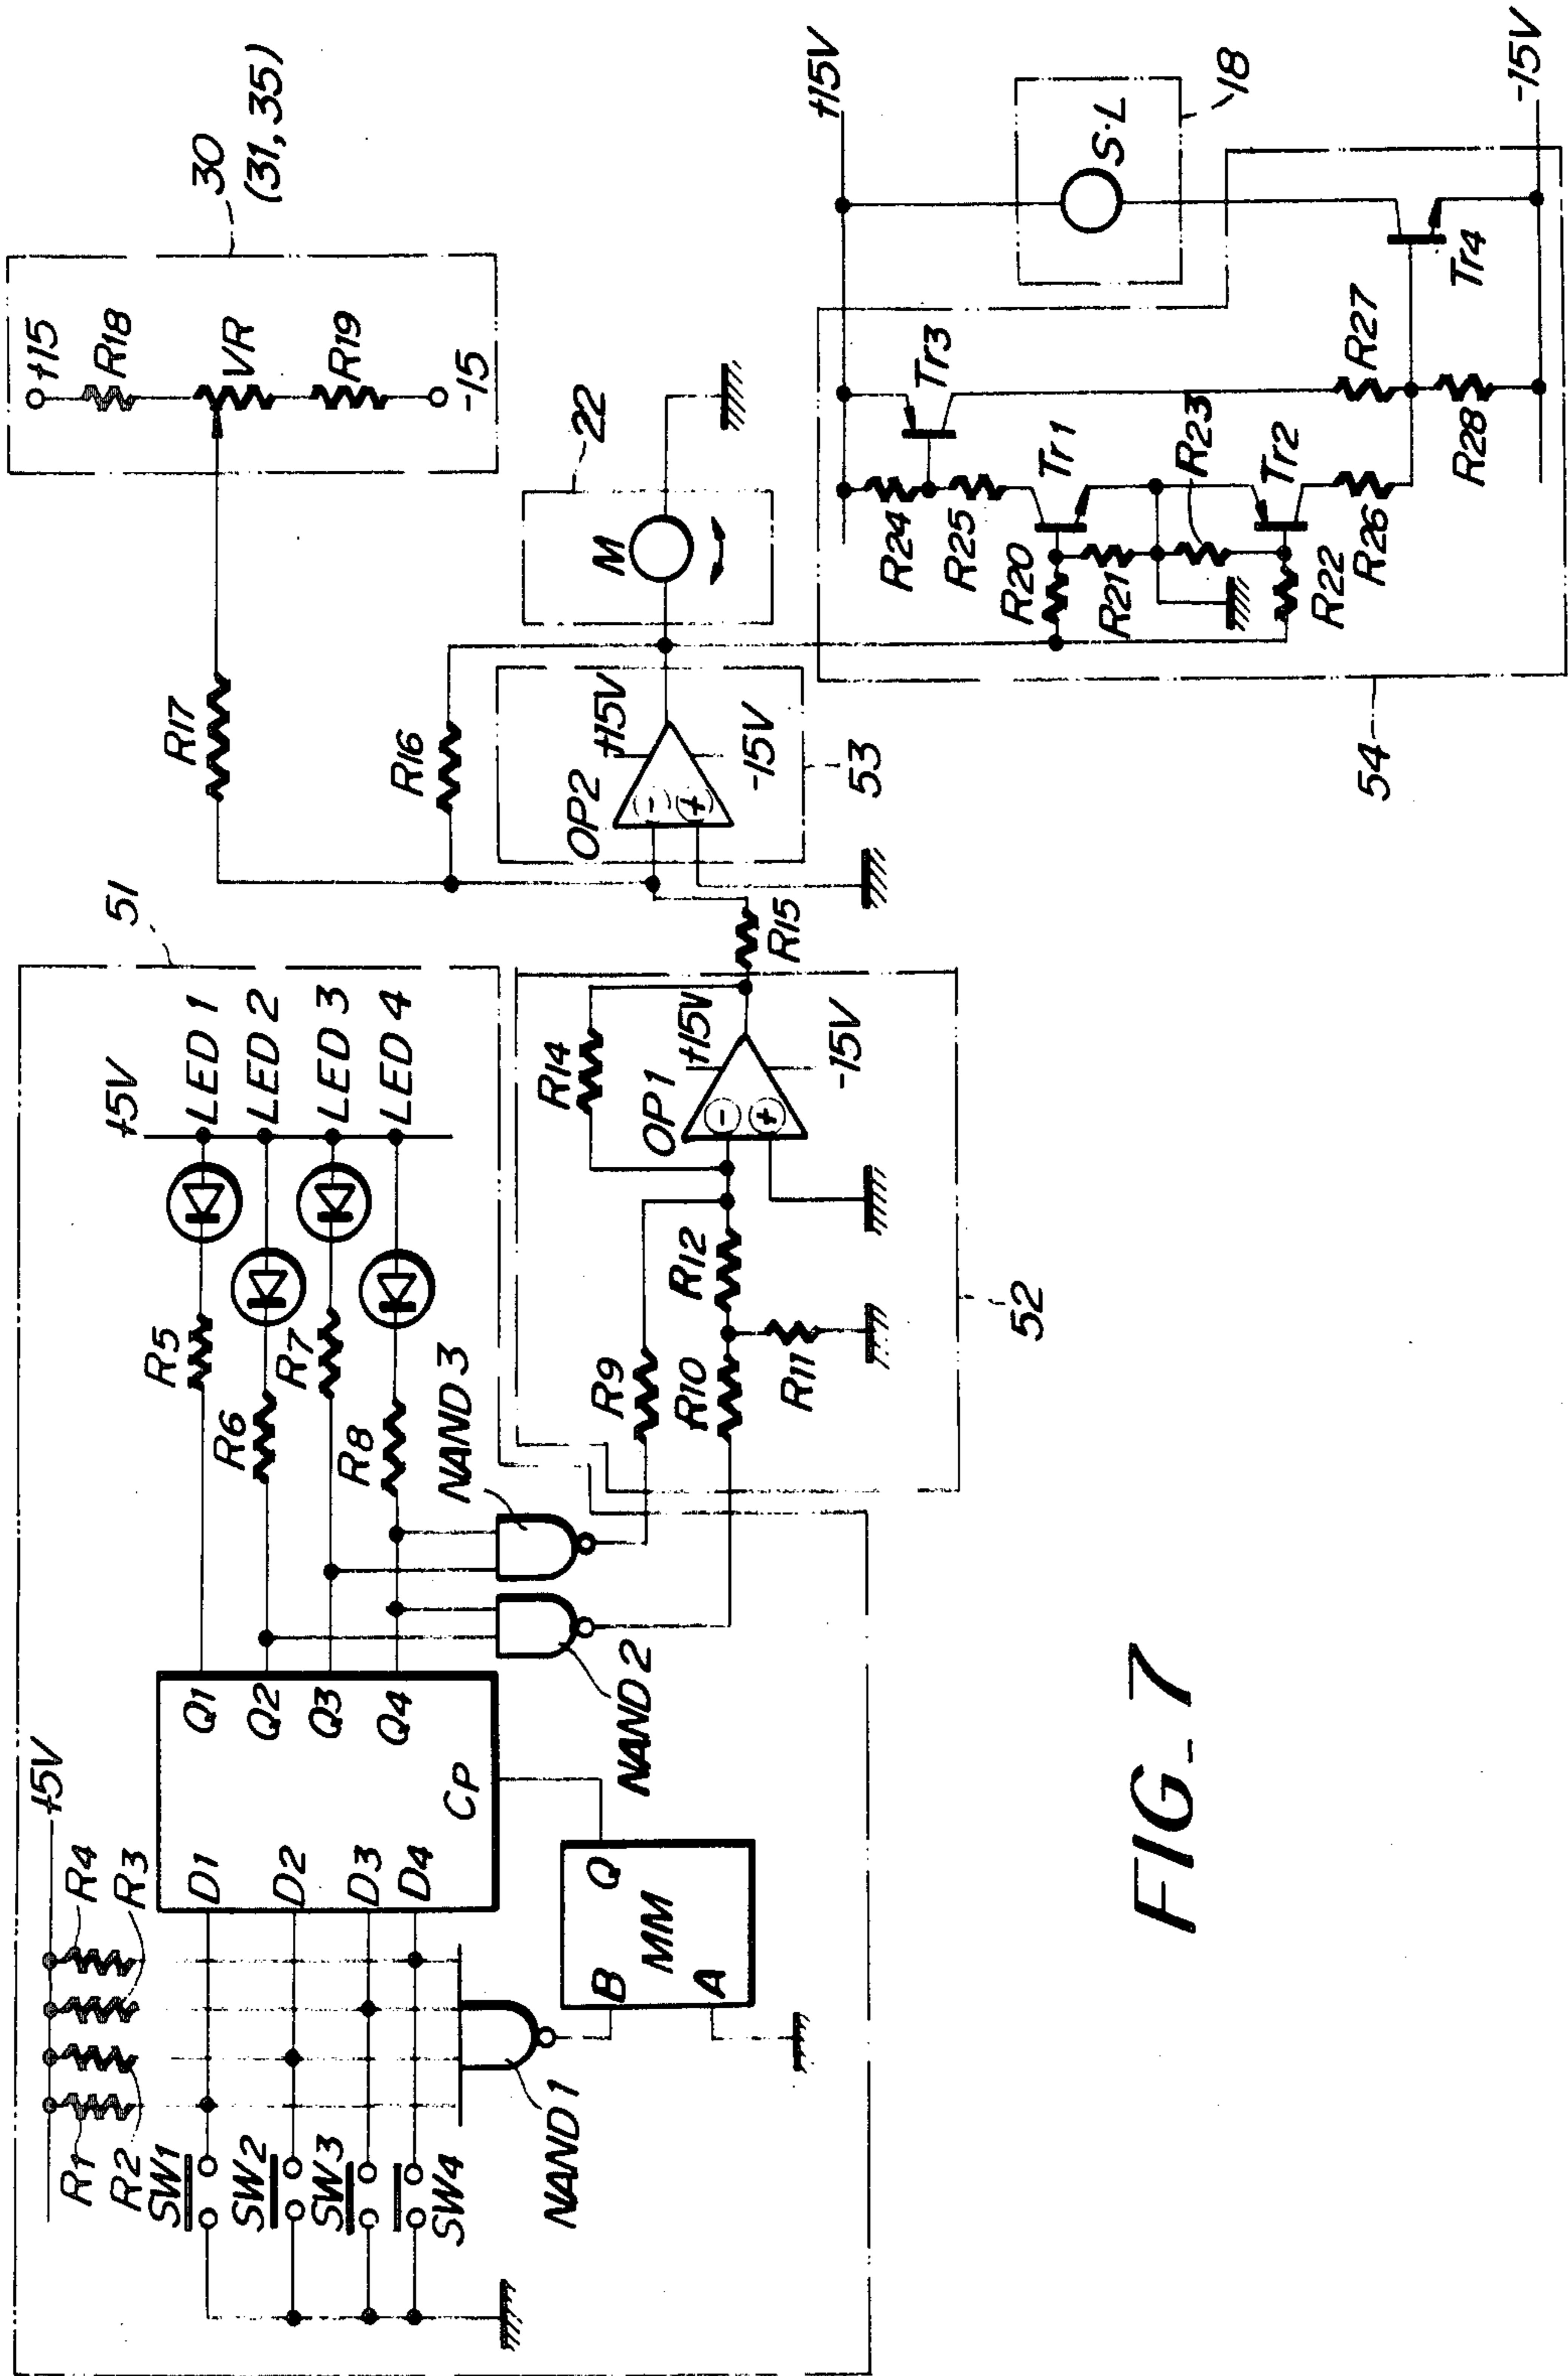 51
+5V
R1
R2
R4
R3
SW1
SW2
SW3
SW4
NAND 1
D1
D2
D3
D4
Q1
Q2
Q3
Q4
CP
B
Q
MM
A
NAND 2
NAND 3
R5
R6
R7
R8
+5V
LED 1
LED 2
LED 3
LED 4
R9
R10
R11
R12
R14
OP1
-
+
+15V
-15V
52
R15
R16
R17
OP2
-
+
+15V
-15V
53
M
22
+15
R18
VR
R19
-15
30
(31, 35)
+15V
R24
R25
R20
R21
R22
R23
R26
Tr1
Tr2
Tr3
R27
R28
Tr4
S·L
18
-15V
54
FIG. 7